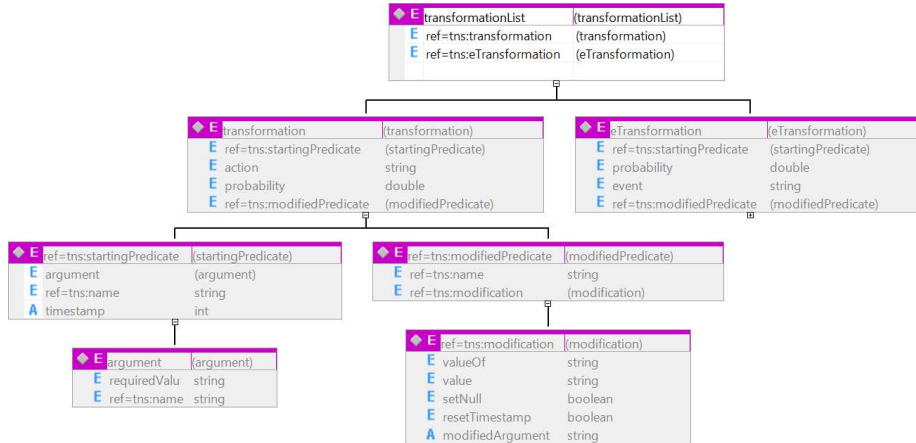 E transformationList (transformationList)
E ref=tns:transformation (transformation)
E ref=tns:eTransformation (eTransformation)
E transformation (transformation)
E ref=tns:startingPredicate (startingPredicate)
E action string
E probability double
E ref=tns:modifiedPredicate (modifiedPredicate)
E eTransformation (eTransformation)
E ref=tns:startingPredicate (startingPredicate)
E probability double
E event string
E ref=tns:modifiedPredicate (modifiedPredicate)
E ref=tns:startingPredicate (startingPredicate)
E argument (argument)
E ref=tns:name string
A timestamp int
E ref=tns:modifiedPredicate (modifiedPredicate)
E ref=tns:name string
E ref=tns:modification (modification)
E argument (argument)
E requiredValu string
E ref=tns:name string
E ref=tns:modification (modification)
E valueOf string
E value string
E setNull boolean
E resetTimestamp boolean
A modifiedArgument string